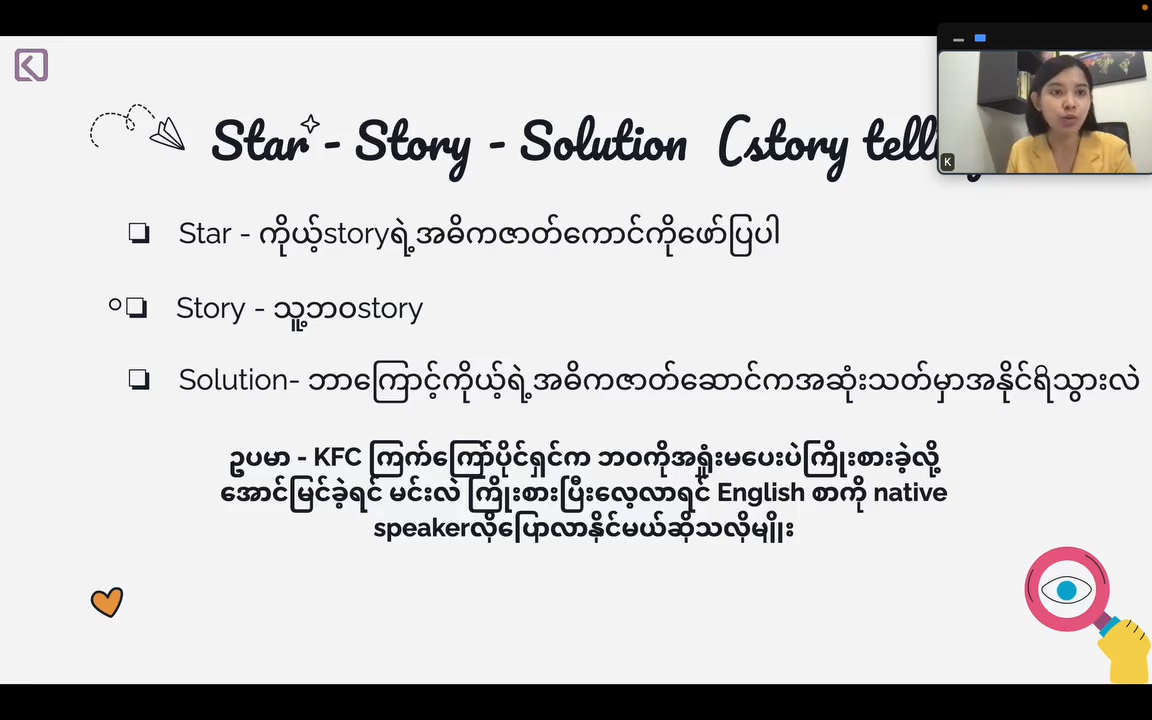 Star - Story - Solution (story tell
Star - ကိုယ့်storyရဲ့အဓိကဇာတ်ကောင်ကိုဖော်ပြပါ
Story - သူ့ဘဝstory
Solution- ဘာကြောင့်ကိုယ့်ရဲ့အဓိကဇာတ်ဆောင်ကအဆုံးသတ်မှာအနိုင်ရိသွားလဲ
ဥပမာ - KFC ကြက်ကြော်ပိုင်ရှင်က ဘဝကိုအရှုံးမပေးပဲကြိုးစားခဲ့လို့
အောင်မြင်ခဲ့ရင် မင်းလဲ ကြိုးစားပြီးလေ့လာရင် English စာကို native
speakerလိုပြောလာနိုင်မယ်ဆိုသလိုမျိုး
K